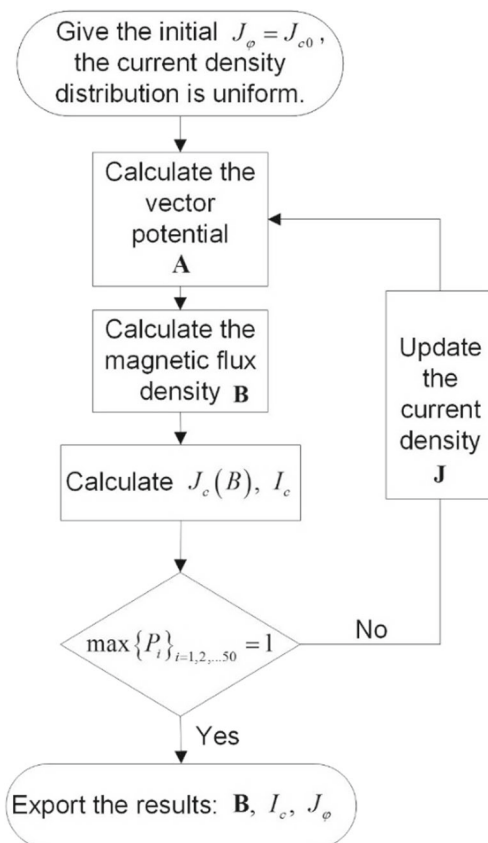 Give the initial J_φ = J_{c0},
the current density
distribution is uniform.
Calculate the
vector
potential
A
Calculate the
magnetic flux
density B
Calculate J_c(B), I_c
max{P_i}_{i=1,2,...50} = 1
No
Update
the
current
density
J
Yes
Export the results: B, I_c, J_φ